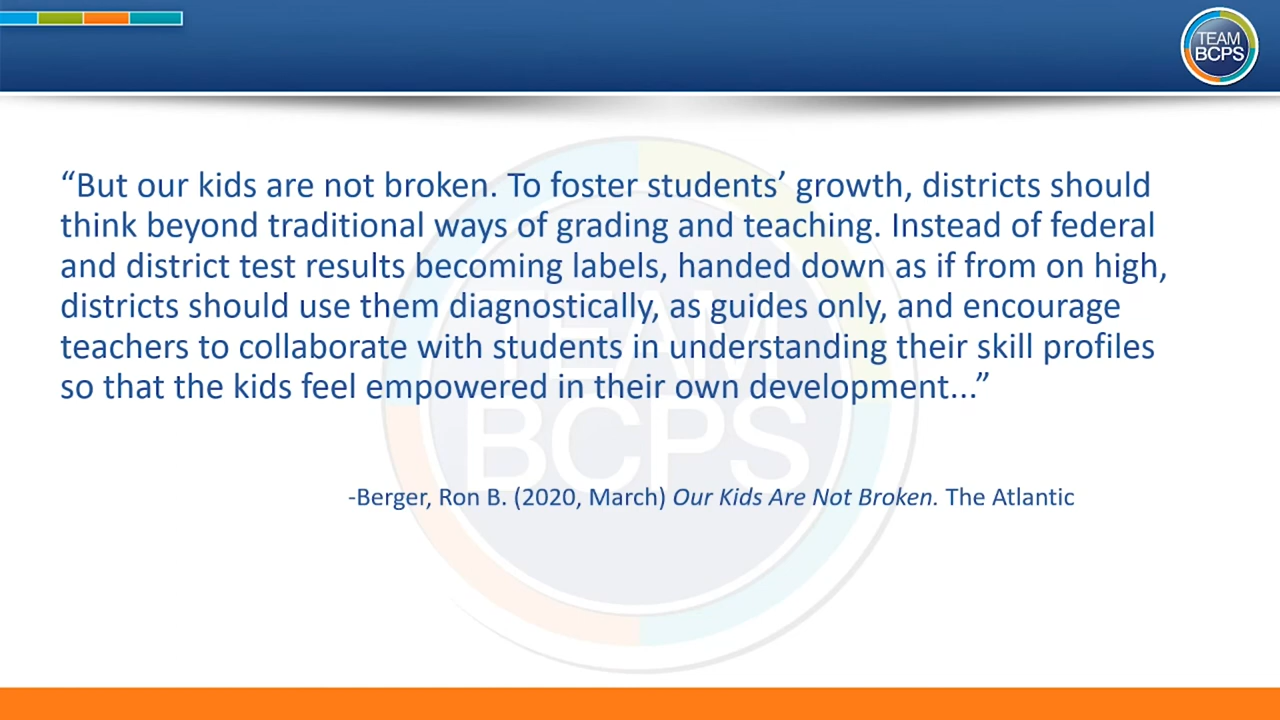 TEAM
BCPS
“But our kids are not broken. To foster students’ growth, districts should
think beyond traditional ways of grading and teaching. Instead of federal
and district test results becoming labels, handed down as if from on high,
districts should use them diagnostically, as guides only, and encourage
teachers to collaborate with students in understanding their skill profiles
so that the kids feel empowered in their own development...”
TEAM
BCPS
-Berger, Ron B. (2020, March) Our Kids Are Not Broken. The Atlantic